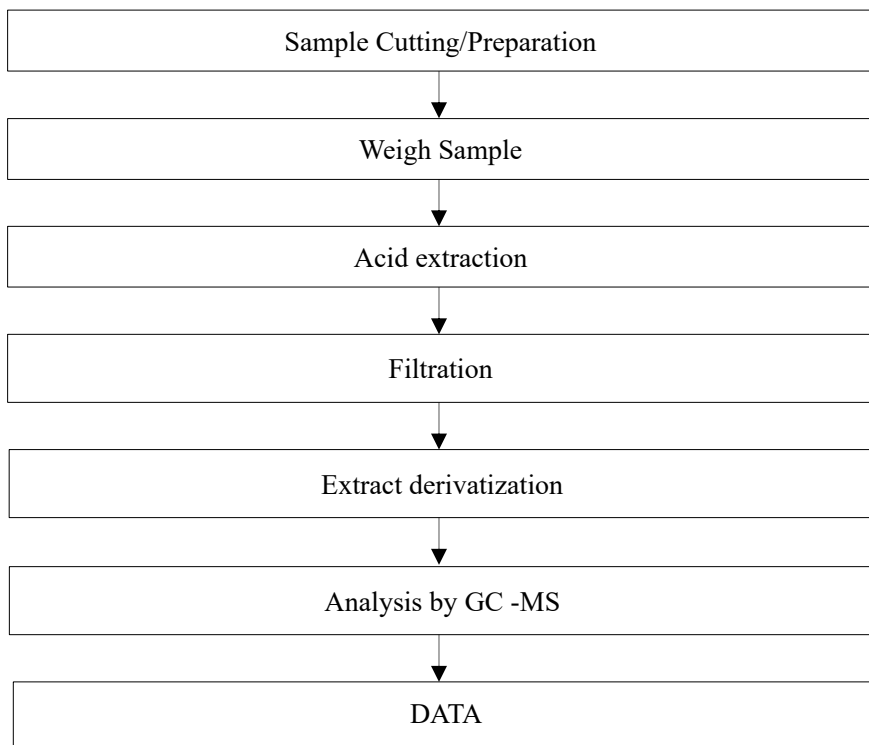 Sample Cutting/Preparation
Weigh Sample
Acid extraction
Filtration
Extract derivatization
Analysis by GC -MS
DATA